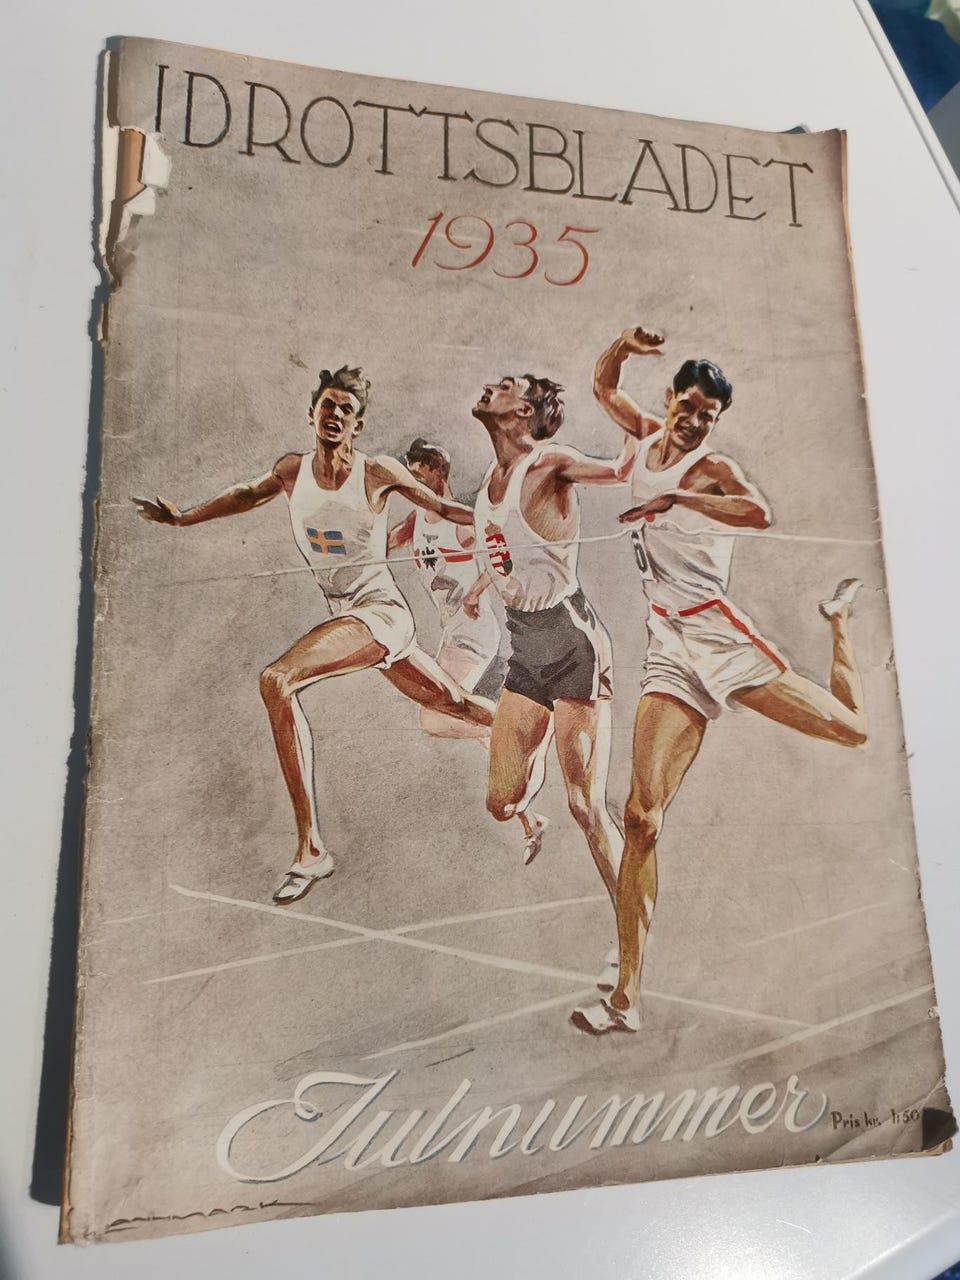 IDROTTSBLADET
1935
Julnummer
Pris kr. 1:50